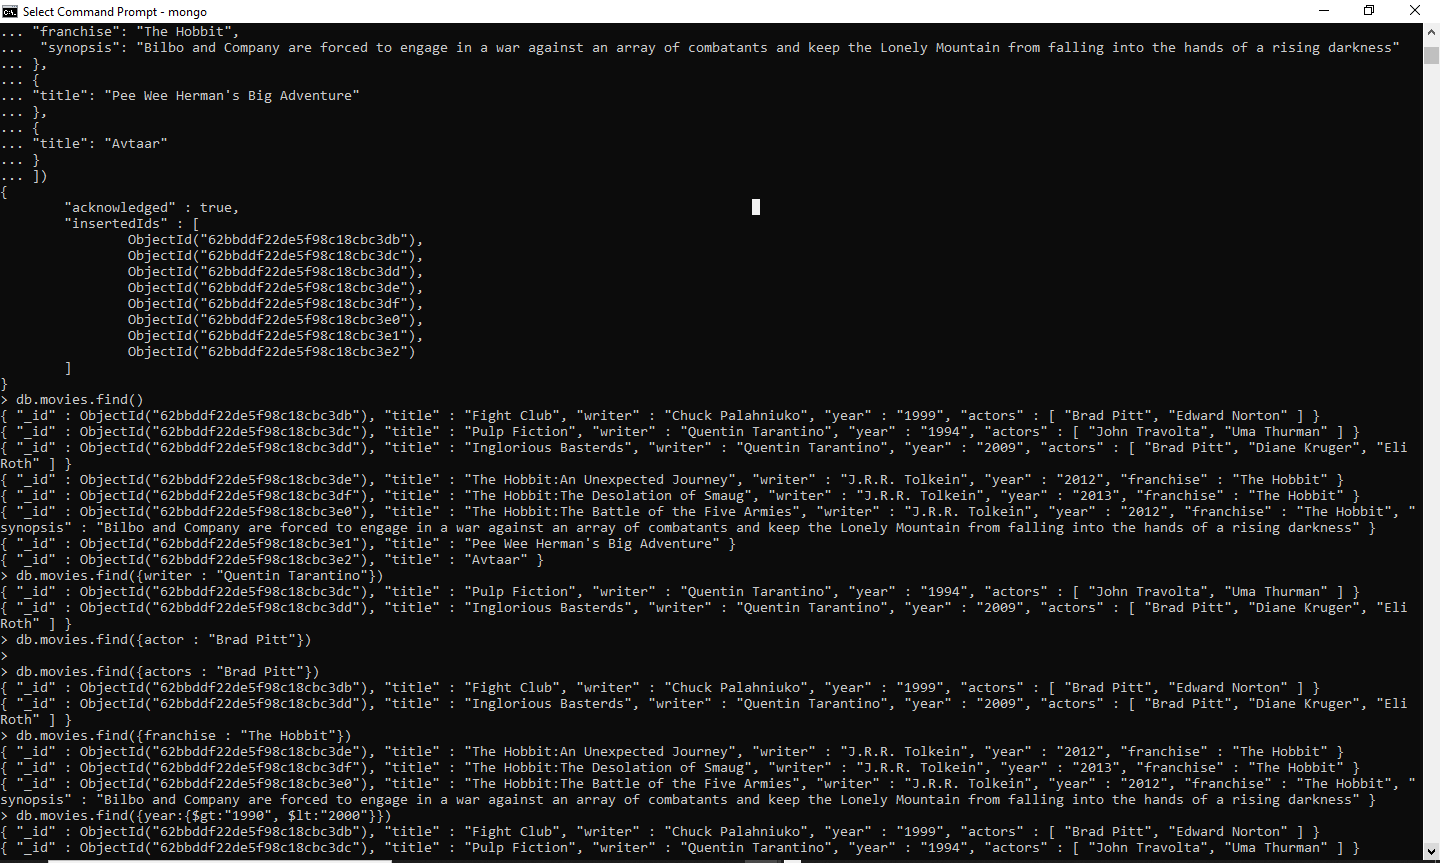 Select Command Prompt - mongo
... "franchise": "The Hobbit",
...  "synopsis": "Bilbo and Company are forced to engage in a war against an array of combatants and keep the Lonely Mountain from falling into the hands of a rising darkness"
... },
... {
... "title": "Pee Wee Herman's Big Adventure"
... },
... {
... "title": "Avtaar"
... }
... ])
{
        "acknowledged" : true,
        "insertedIds" : [
                ObjectId("62bbddf22de5f98c18cbc3db"),
                ObjectId("62bbddf22de5f98c18cbc3dc"),
                ObjectId("62bbddf22de5f98c18cbc3dd"),
                ObjectId("62bbddf22de5f98c18cbc3de"),
                ObjectId("62bbddf22de5f98c18cbc3df"),
                ObjectId("62bbddf22de5f98c18cbc3e0"),
                ObjectId("62bbddf22de5f98c18cbc3e1"),
                ObjectId("62bbddf22de5f98c18cbc3e2")
        ]
}
> db.movies.find()
{ "_id" : ObjectId("62bbddf22de5f98c18cbc3db"), "title" : "Fight Club", "writer" : "Chuck Palahniuko", "year" : "1999", "actors" : [ "Brad Pitt", "Edward Norton" ] }
{ "_id" : ObjectId("62bbddf22de5f98c18cbc3dc"), "title" : "Pulp Fiction", "writer" : "Quentin Tarantino", "year" : "1994", "actors" : [ "John Travolta", "Uma Thurman" ] }
{ "_id" : ObjectId("62bbddf22de5f98c18cbc3dd"), "title" : "Inglorious Basterds", "writer" : "Quentin Tarantino", "year" : "2009", "actors" : [ "Brad Pitt", "Diane Kruger", "Eli
Roth" ] }
{ "_id" : ObjectId("62bbddf22de5f98c18cbc3de"), "title" : "The Hobbit:An Unexpected Journey", "writer" : "J.R.R. Tolkein", "year" : "2012", "franchise" : "The Hobbit" }
{ "_id" : ObjectId("62bbddf22de5f98c18cbc3df"), "title" : "The Hobbit:The Desolation of Smaug", "writer" : "J.R.R. Tolkein", "year" : "2013", "franchise" : "The Hobbit" }
{ "_id" : ObjectId("62bbddf22de5f98c18cbc3e0"), "title" : "The Hobbit:The Battle of the Five Armies", "writer" : "J.R.R. Tolkein", "year" : "2012", "franchise" : "The Hobbit", "
synopsis" : "Bilbo and Company are forced to engage in a war against an array of combatants and keep the Lonely Mountain from falling into the hands of a rising darkness" }
{ "_id" : ObjectId("62bbddf22de5f98c18cbc3e1"), "title" : "Pee Wee Herman's Big Adventure" }
{ "_id" : ObjectId("62bbddf22de5f98c18cbc3e2"), "title" : "Avtaar" }
> db.movies.find({writer : "Quentin Tarantino"})
{ "_id" : ObjectId("62bbddf22de5f98c18cbc3dc"), "title" : "Pulp Fiction", "writer" : "Quentin Tarantino", "year" : "1994", "actors" : [ "John Travolta", "Uma Thurman" ] }
{ "_id" : ObjectId("62bbddf22de5f98c18cbc3dd"), "title" : "Inglorious Basterds", "writer" : "Quentin Tarantino", "year" : "2009", "actors" : [ "Brad Pitt", "Diane Kruger", "Eli
Roth" ] }
> db.movies.find({actor : "Brad Pitt"})
>
> db.movies.find({actors : "Brad Pitt"})
{ "_id" : ObjectId("62bbddf22de5f98c18cbc3db"), "title" : "Fight Club", "writer" : "Chuck Palahniuko", "year" : "1999", "actors" : [ "Brad Pitt", "Edward Norton" ] }
{ "_id" : ObjectId("62bbddf22de5f98c18cbc3dd"), "title" : "Inglorious Basterds", "writer" : "Quentin Tarantino", "year" : "2009", "actors" : [ "Brad Pitt", "Diane Kruger", "Eli
Roth" ] }
> db.movies.find({franchise : "The Hobbit"})
{ "_id" : ObjectId("62bbddf22de5f98c18cbc3de"), "title" : "The Hobbit:An Unexpected Journey", "writer" : "J.R.R. Tolkein", "year" : "2012", "franchise" : "The Hobbit" }
{ "_id" : ObjectId("62bbddf22de5f98c18cbc3df"), "title" : "The Hobbit:The Desolation of Smaug", "writer" : "J.R.R. Tolkein", "year" : "2013", "franchise" : "The Hobbit" }
{ "_id" : ObjectId("62bbddf22de5f98c18cbc3e0"), "title" : "The Hobbit:The Battle of the Five Armies", "writer" : "J.R.R. Tolkein", "year" : "2012", "franchise" : "The Hobbit", "
synopsis" : "Bilbo and Company are forced to engage in a war against an array of combatants and keep the Lonely Mountain from falling into the hands of a rising darkness" }
> db.movies.find({year:{$gt:"1990", $lt:"2000"}})
{ "_id" : ObjectId("62bbddf22de5f98c18cbc3db"), "title" : "Fight Club", "writer" : "Chuck Palahniuko", "year" : "1999", "actors" : [ "Brad Pitt", "Edward Norton" ] }
{ "_id" : ObjectId("62bbddf22de5f98c18cbc3dc"), "title" : "Pulp Fiction", "writer" : "Quentin Tarantino", "year" : "1994", "actors" : [ "John Travolta", "Uma Thurman" ] }